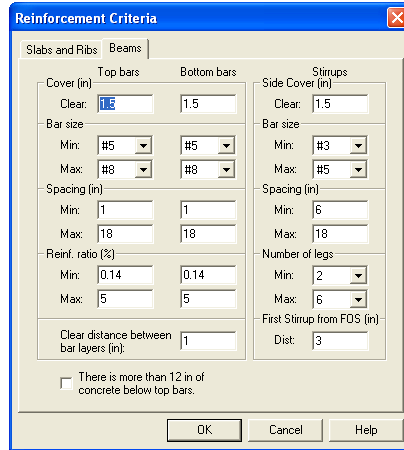 Reinforcement Criteria
Slabs and Ribs Beams
Top bars Bottom bars Stirrups
Cover (in) Side Cover (in)
Clear: 1.5 1.5 Clear: 1.5
Bar size Bar size
Min: #5 #5 Min: #3
Max: #8 #8 Max: #5
Spacing (in) Spacing (in)
Min: 1 1 Min: 6
Max: 18 18 Max: 18
Reinf. ratio (%) Number of legs
Min: 0.14 0.14 Min: 2
Max: 5 5 Max: 6
First Stirrup from FOS (in)
Clear distance between
bar layers (in): 1 Dist: 3
There is more than 12 in of
concrete below top bars.
OK Cancel Help